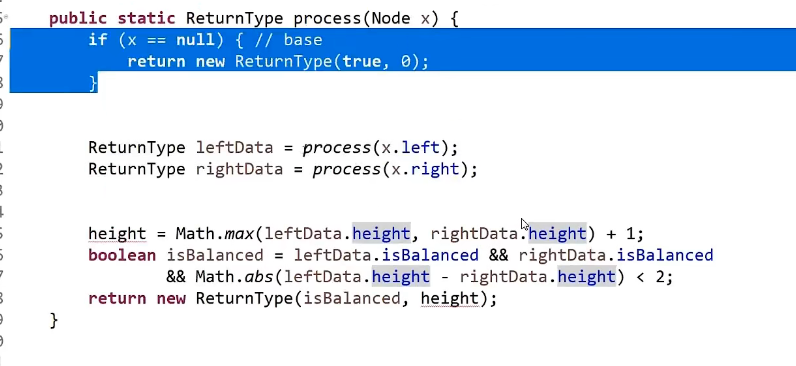 public static ReturnType process(Node x) {
if (x == null) { // base
return new ReturnType(true, 0);
}
ReturnType leftData = process(x.left);
ReturnType rightData = process(x.right);
height = Math.max(leftData.height, rightData.height) + 1;
boolean isBalanced = leftData.isBalanced && rightData.isBalanced
&& Math.abs(leftData.height - rightData.height) < 2;
return new ReturnType(isBalanced, height);
}